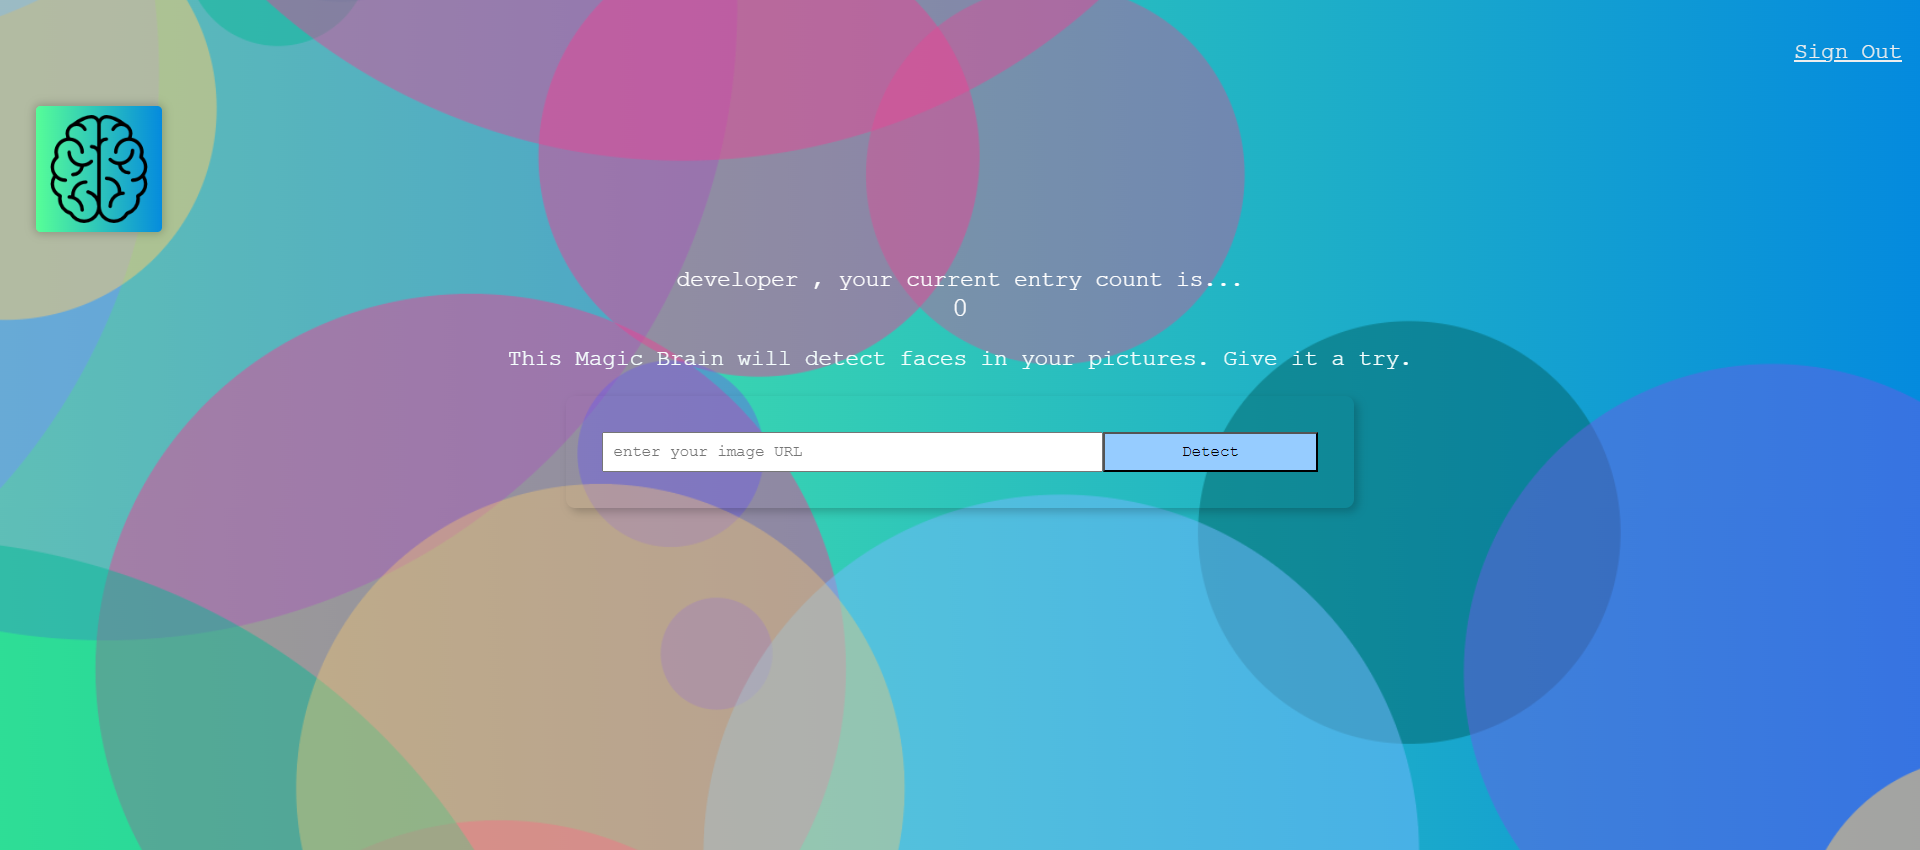 Sign Out
developer , your current entry count is...
0
This Magic Brain will detect faces in your pictures. Give it a try.
enter your image URL
Detect